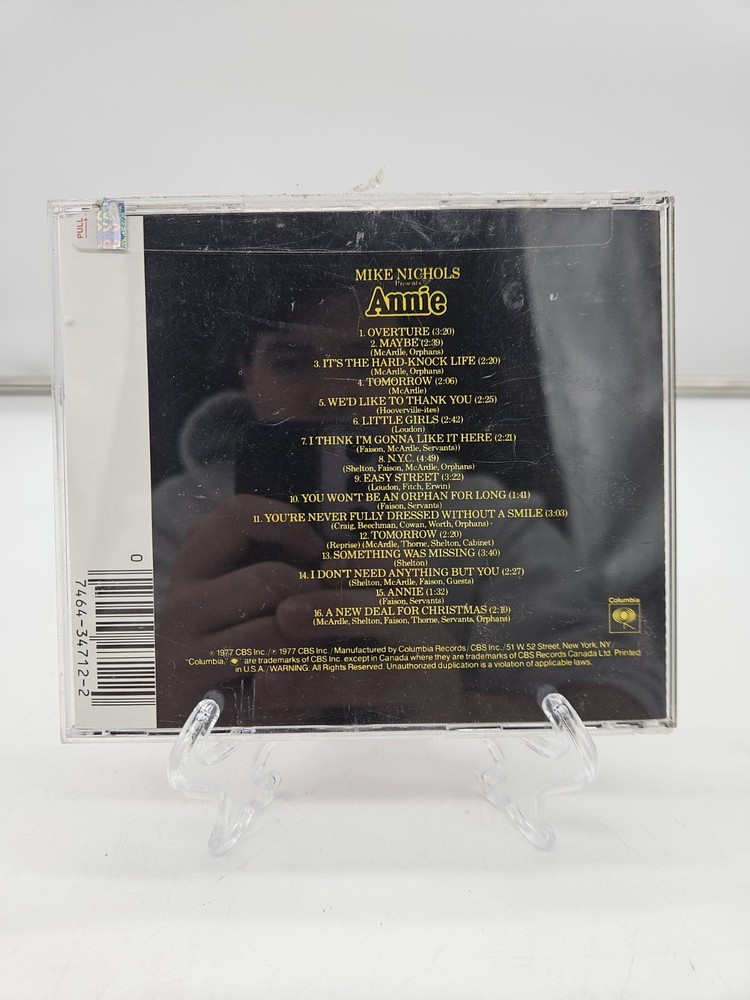 PULL
MIKE NICHOLS
Presents
Annie
1. OVERTURE (3:20)
2. MAYBE (2:39)
(McArdle, Orphans)
3. IT'S THE HARD-KNOCK LIFE (2:20)
(McArdle, Orphans)
4. TOMORROW (2:06)
(McArdle)
5. WE'D LIKE TO THANK YOU (2:25)
(Hooverville-ites)
6. LITTLE GIRLS (2:42)
(Loudon)
7. I THINK I'M GONNA LIKE IT HERE (2:21)
(Faison, McArdle, Servants))
8. N.Y.C. (4:49)
(Shelton, Faison, McArdle, Orphans)
9. EASY STREET (3:22)
(Loudon, Fitch, Erwin)
10. YOU WON'T BE AN ORPHAN FOR LONG (1:41)
(Faison, Servants)
11. YOU'RE NEVER FULLY DRESSED WITHOUT A SMILE (3:03)
(Craig, Beechman, Cowan, Worth, Orphans)
12. TOMORROW (2:20)
(Reprise) (McArdle, Thorne, Shelton, Cabinet)
13. SOMETHING WAS MISSING (3:40)
(Shelton)
14. I DON'T NEED ANYTHING BUT YOU (2:27)
(Shelton, McArdle, Faison, Guests)
15. ANNIE (1:32)
(Faison, Servants)
16. A NEW DEAL FOR CHRISTMAS (2:10)
(McArdle, Shelton, Faison, Thorne, Servants, Orphans)
Columbia
© 1977 CBS Inc./℗ 1977 CBS Inc./Manufactured by Columbia Records/CBS Inc./51 W. 52 Street, New York, NY/
"Columbia," are trademarks of CBS Inc. except in Canada where they are trademarks of CBS Records Canada Ltd. Printed
in U.S.A./WARNING: All Rights Reserved. Unauthorized duplication is a violation of applicable laws.
0
7464-34712-2